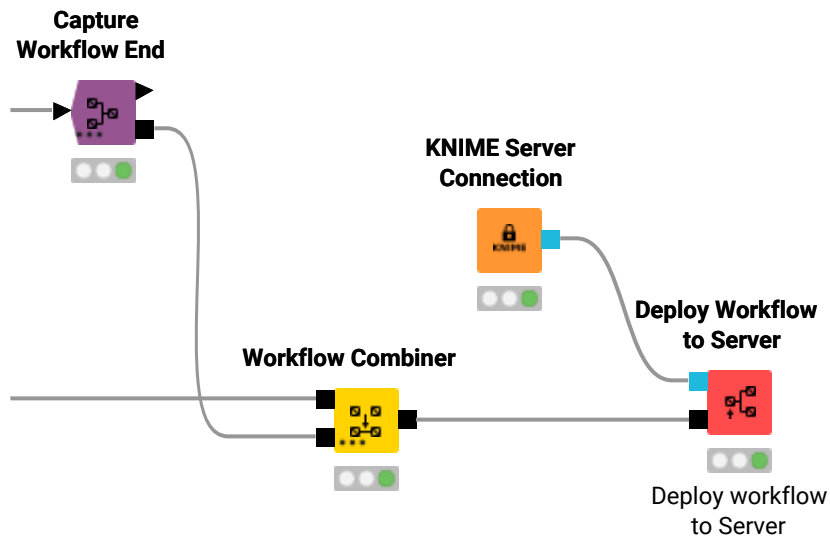 Capture
Workflow End
KNIME Server
Connection
KNIME
Deploy Workflow
to Server
Workflow Combiner
Deploy workflow
to Server